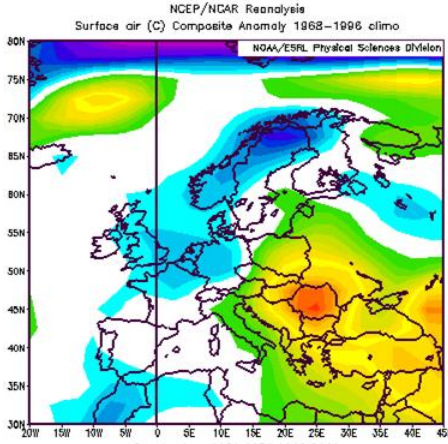 NCEP/NCAR Reanalysis
Surface air (C) Composite Anomaly 1968-1996 climo
NOAA/ESRL Physical Sciences Division
80N
75N
70N
65N
60N
55N
50N
45N
40N
35N
30N
20W 15W 10W 5W 0 5E 10E 15E 20E 25E 30E 35E 40E 45E